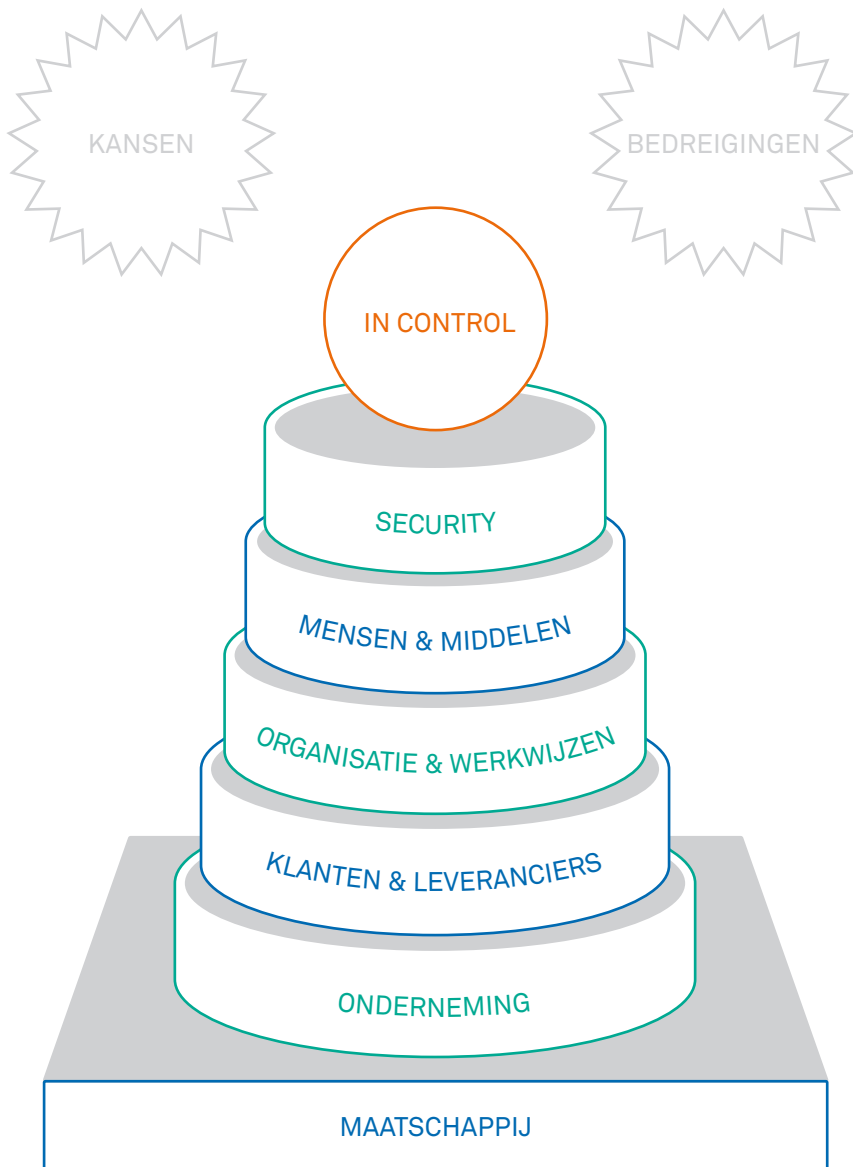 KANSEN
BEDREIGINGEN
IN CONTROL
SECURITY
MENSEN & MIDDELEN
ORGANISATIE & WERKWIJZEN
KLANTEN & LEVERANCIERS
ONDERNEMING
MAATSCHAPPIJ